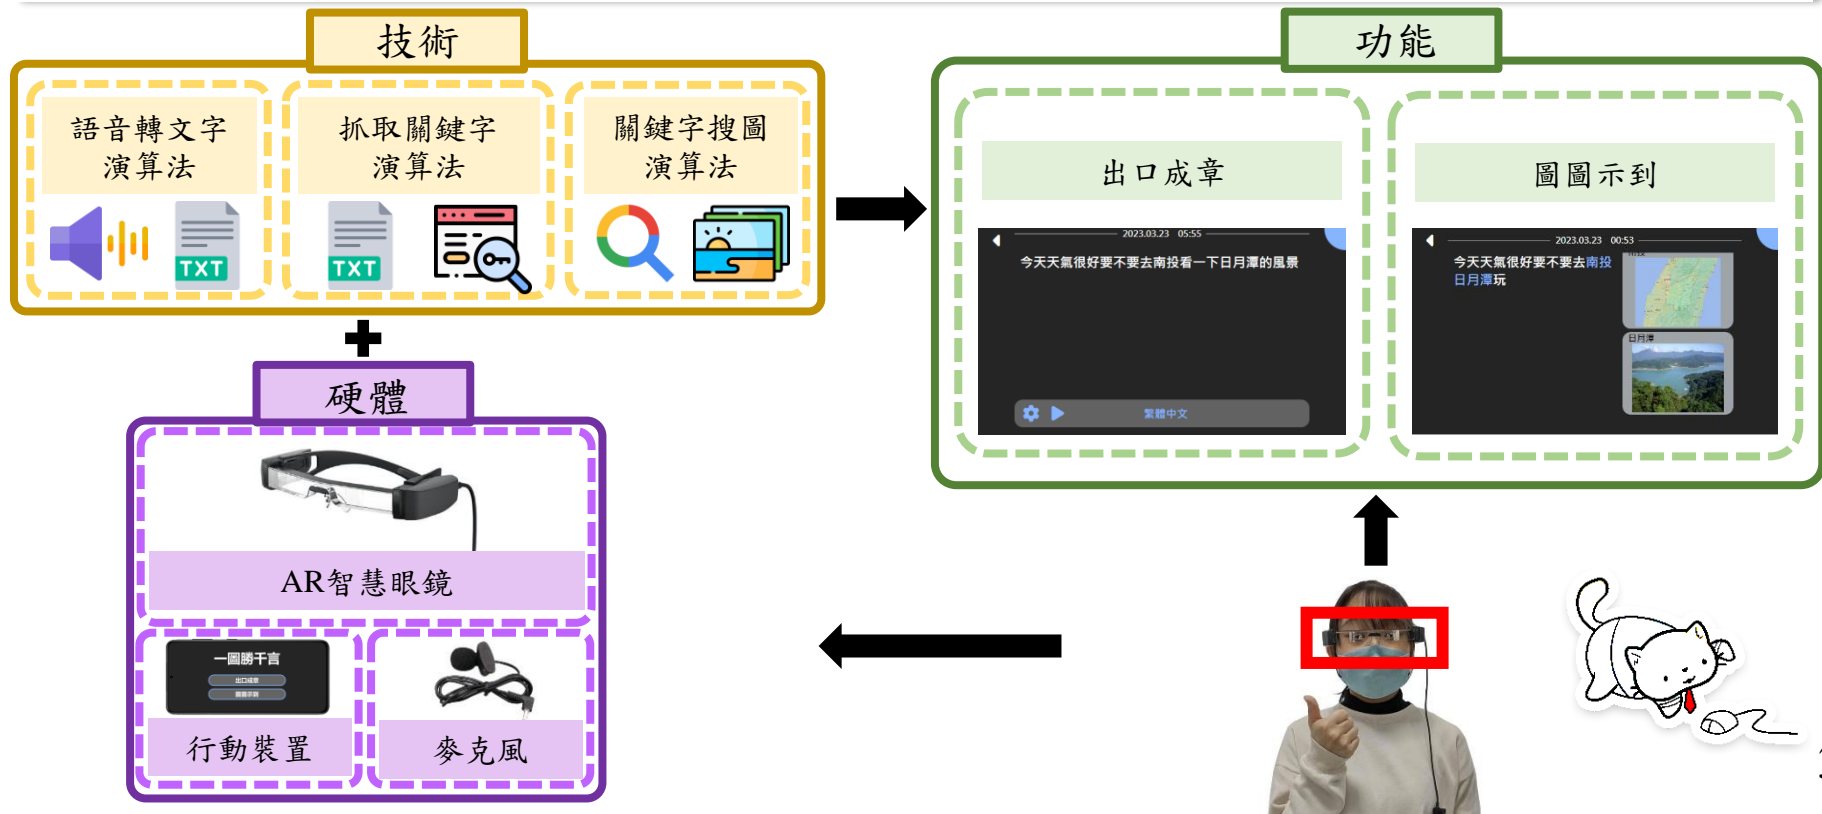 技術
語音轉文字
演算法
TXT
抓取關鍵字
演算法
TXT
關鍵字搜圖
演算法
硬體
AR智慧眼鏡
一圖勝千言
出口成章
圖圖示到
行動裝置
麥克風
功能
出口成章
2023.03.23 05:55
今天天氣很好要不要去南投看一下日月潭的風景
繁體中文
圖圖示到
2023.03.23 00:53
今天天氣很好要不要去南投
日月潭玩
南投
日月潭